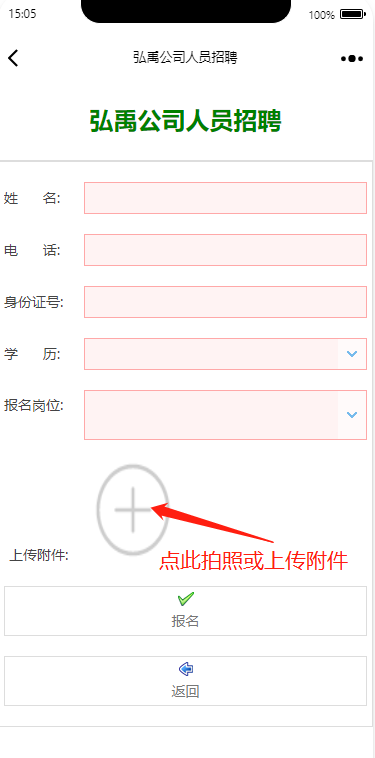 15:05
100%
弘禹公司人员招聘
弘禹公司人员招聘
姓 名:
电 话:
身份证号:
学 历:
报名岗位:
上传附件:
点此拍照或上传附件
报名
返回